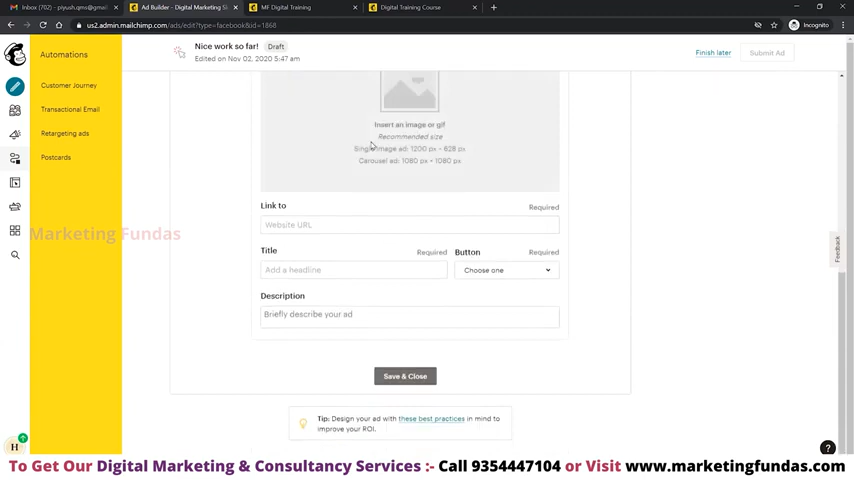 Inbox (702) - piyush.qms@gmail
Ad Builder - Digital Marketing S
MF Digital Training
Digital Training Course
us2.admin.mailchimp.com/ads/edit?type=facebook&id=1868
Incognito
Automations
Customer Journey
Transactional Email
Retargeting ads
Postcards
Nice work so far! Draft
Edited on Nov 02, 2020 5:47 am
Finish later
Submit Ad
Insert an image or gif
Recommended size
Single image ad: 1200 px × 628 px
Carousel ad: 1080 px × 1080 px
Link to Required
Website URL
Title Required Button Required
Add a headline Choose one
Description
Briefly describe your ad
Save & Close
Tip: Design your ad with these best practices in mind to
improve your ROI.
Feedback
Marketing Fundas
H
To Get Our Digital Marketing & Consultancy Services :- Call 9354447104 or Visit www.marketingfundas.com